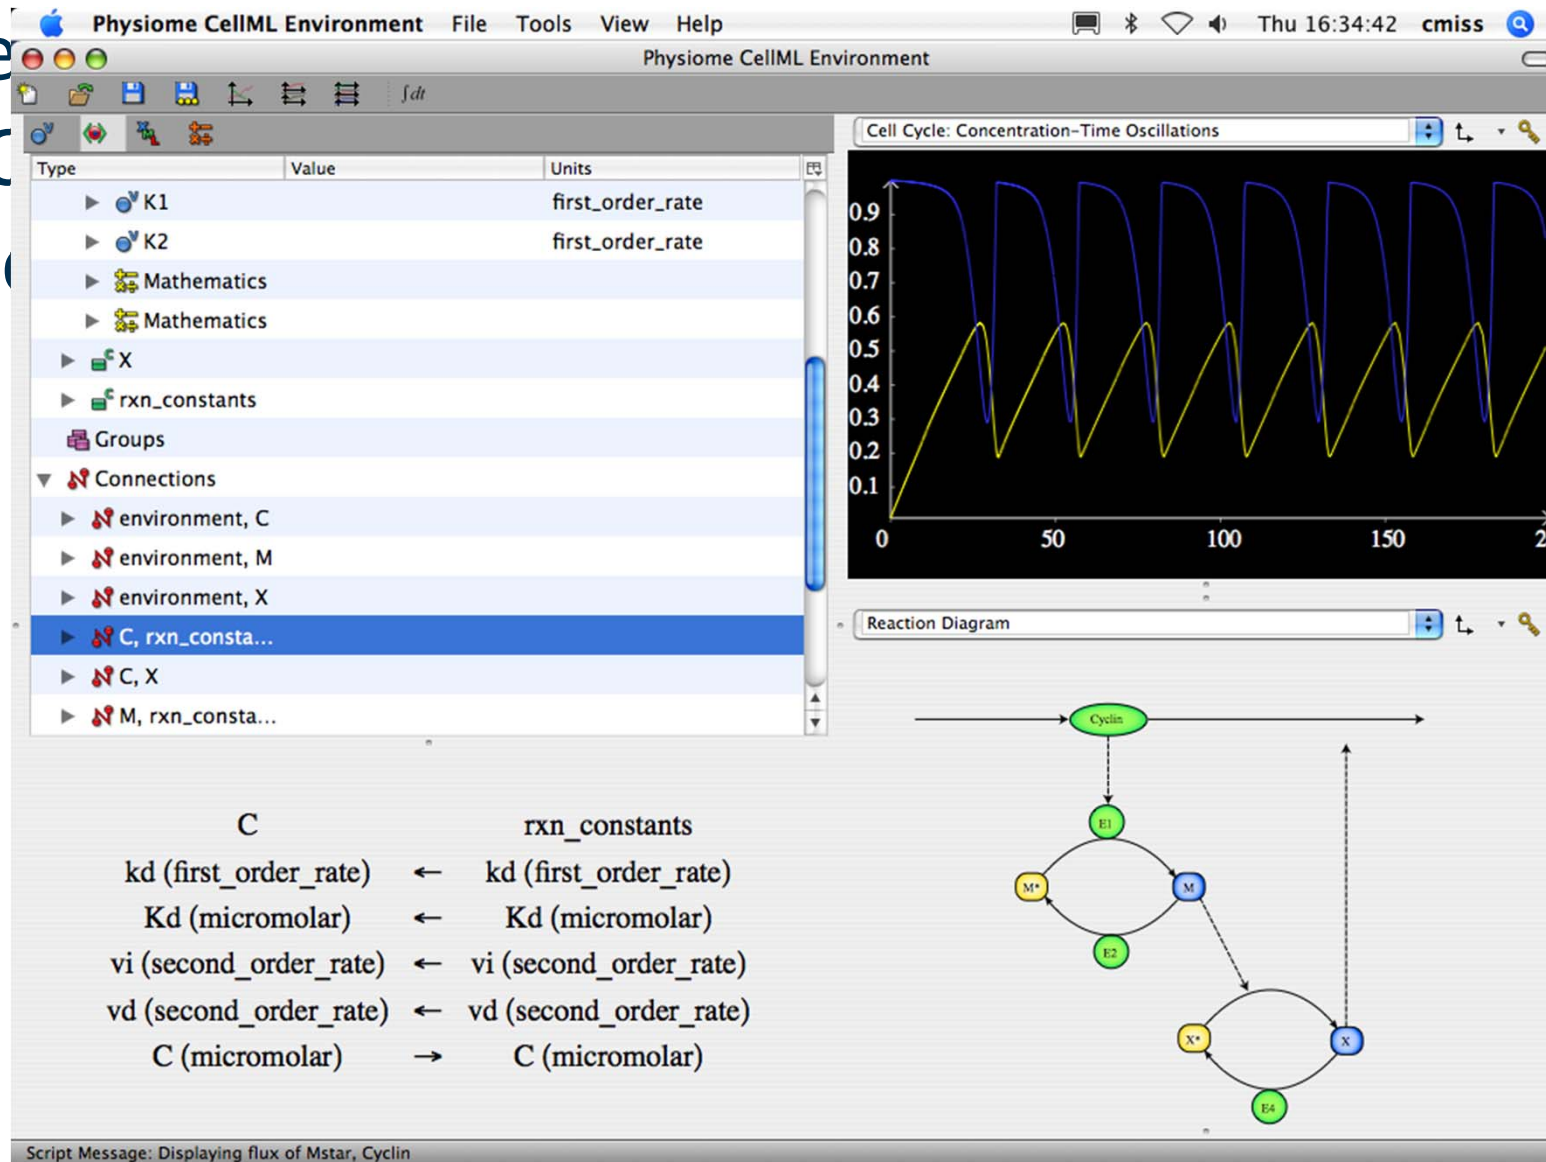 Physiome CellML Environment File Tools View Help Thu 16:34:42 cmiss
Physiome CellML Environment
∫dt
Cell Cycle: Concentration-Time Oscillations
Type Value Units
K1 first_order_rate
K2 first_order_rate
Mathematics
Mathematics
X
rxn_constants
Groups
Connections
environment, C
environment, M
environment, X
C, rxn_consta...
C, X
M, rxn_consta...
0.9
0.8
0.7
0.6
0.5
0.4
0.3
0.2
0.1
0 50 100 150 2
Reaction Diagram
Cyclin
E1
M* M
E2
X* X
E4
C rxn_constants
kd (first_order_rate) ← kd (first_order_rate)
Kd (micromolar) ← Kd (micromolar)
vi (second_order_rate) ← vi (second_order_rate)
vd (second_order_rate) ← vd (second_order_rate)
C (micromolar) → C (micromolar)
Script Message: Displaying flux of Mstar, Cyclin